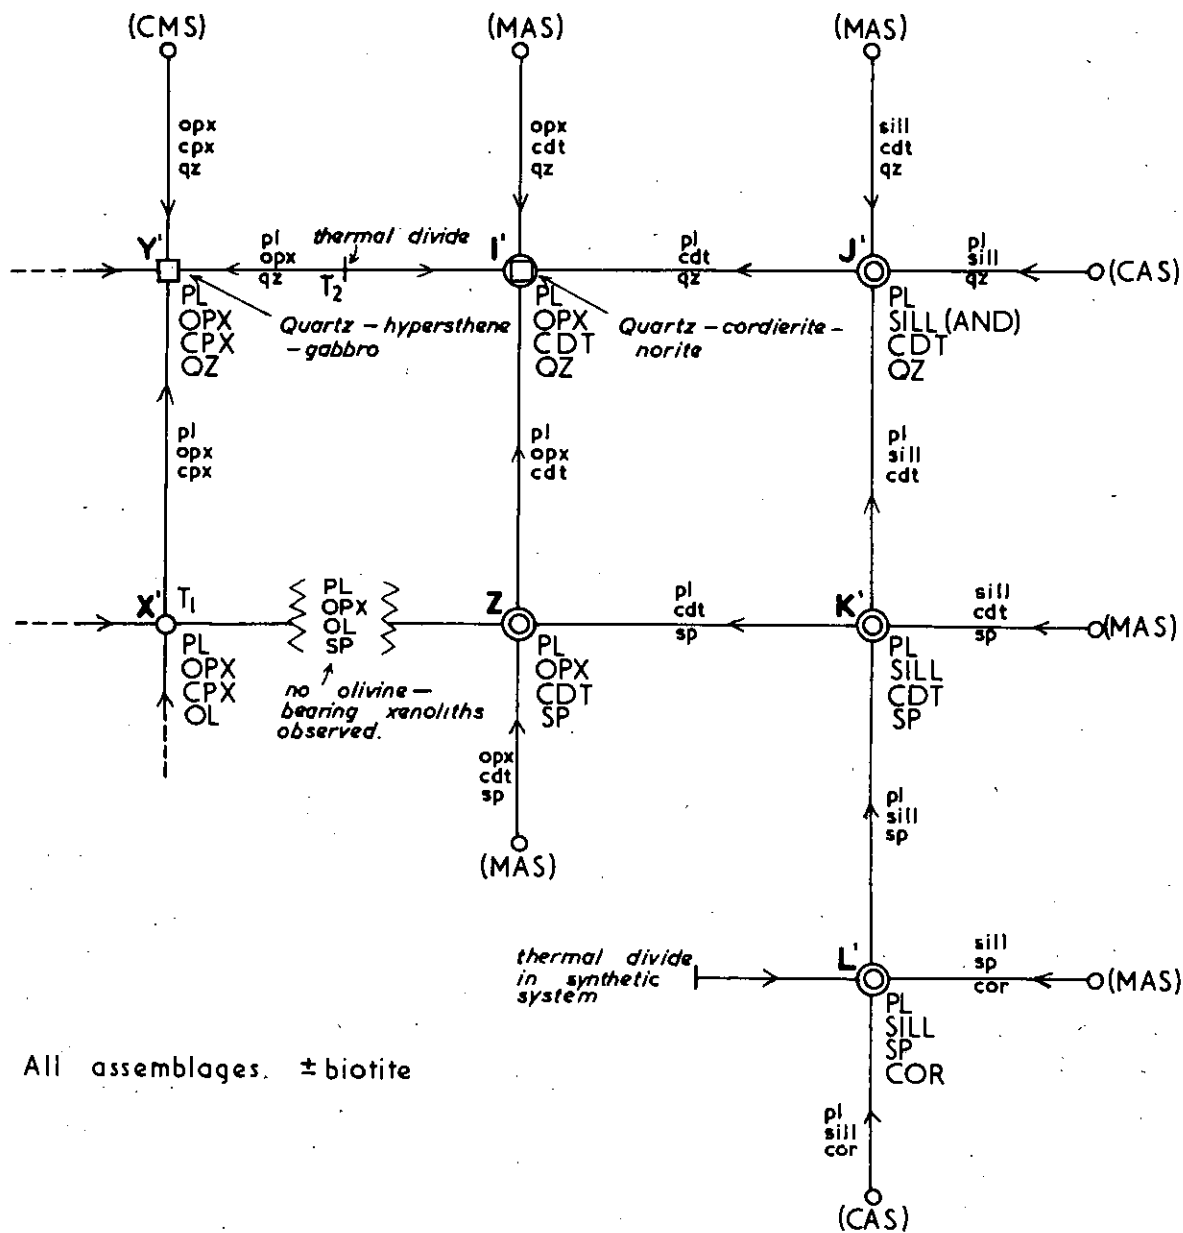 (CMS)
(MAS)
(MAS)
opx
cpx
qz
opx
cdt
qz
sill
cdt
qz
Y'
pl
opx
qz
thermal divide
T2
I'
pl
cdt
qz
J'
pl
sill
qz
(CAS)
PL
OPX
CPX
QZ
Quartz - hypersthene
- gabbro
PL
OPX
CDT
QZ
Quartz - cordierite -
norite
PL
SILL (AND)
CDT
QZ
pl
opx
cpx
pl
opx
cdt
pl
sill
cdt
X'
T1
PL
OPX
OL
SP
Z
pl
cdt
sp
K'
sill
cdt
sp
(MAS)
PL
OPX
CPX
OL
no olivine -
bearing xenoliths
observed.
PL
OPX
CDT
SP
PL
SILL
CDT
SP
opx
cdt
sp
(MAS)
pl
sill
sp
thermal divide
in synthetic
system
L'
sill
sp
cor
(MAS)
PL
SILL
SP
COR
All assemblages. ± biotite
pl
sill
cor
(CAS)